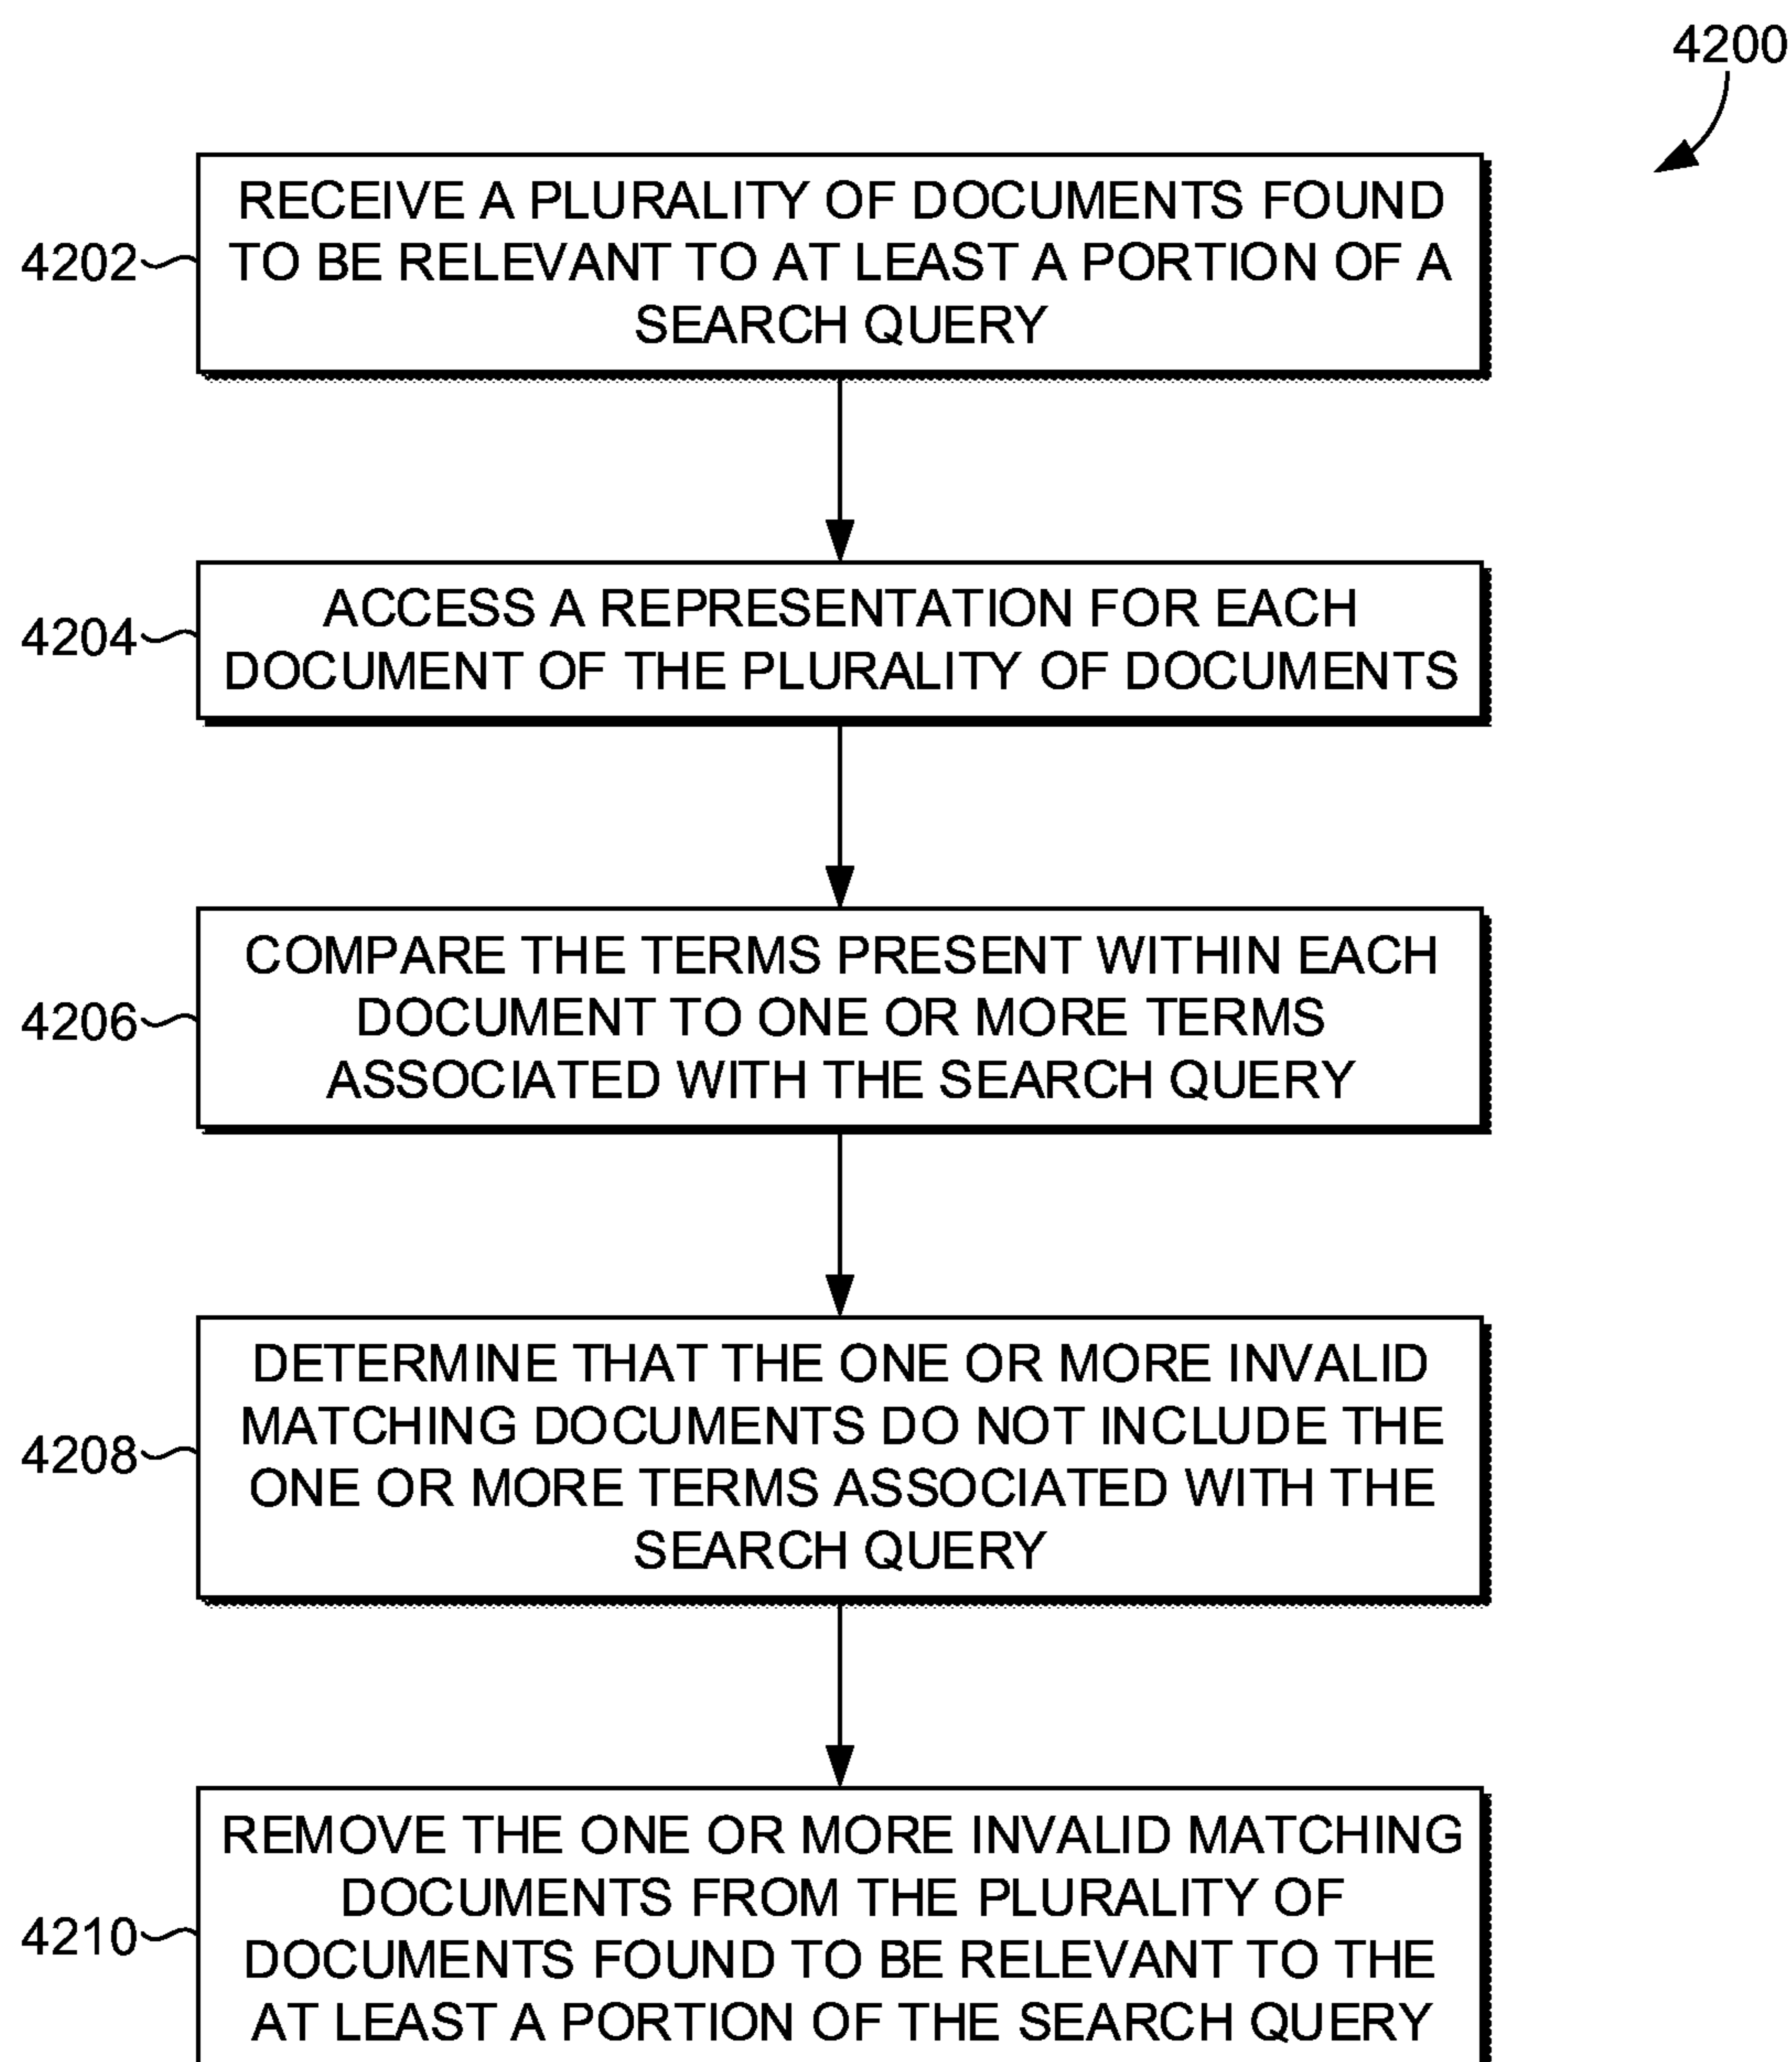 4200
RECEIVE A PLURALITY OF DOCUMENTS FOUND
TO BE RELEVANT TO AT LEAST A PORTION OF A
SEARCH QUERY
4202
ACCESS A REPRESENTATION FOR EACH
DOCUMENT OF THE PLURALITY OF DOCUMENTS
4204
COMPARE THE TERMS PRESENT WITHIN EACH
DOCUMENT TO ONE OR MORE TERMS
ASSOCIATED WITH THE SEARCH QUERY
4206
DETERMINE THAT THE ONE OR MORE INVALID
MATCHING DOCUMENTS DO NOT INCLUDE THE
ONE OR MORE TERMS ASSOCIATED WITH THE
SEARCH QUERY
4208
REMOVE THE ONE OR MORE INVALID MATCHING
DOCUMENTS FROM THE PLURALITY OF
DOCUMENTS FOUND TO BE RELEVANT TO THE
AT LEAST A PORTION OF THE SEARCH QUERY
4210